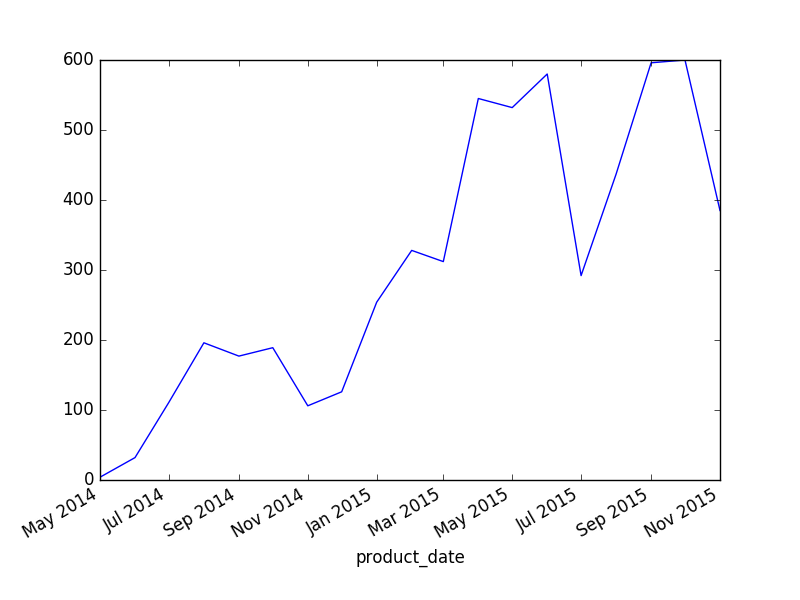 600
500
400
300
200
100
0
May 2014
Jul 2014
Sep 2014
Nov 2014
Jan 2015
Mar 2015
May 2015
Jul 2015
Sep 2015
Nov 2015
product_date